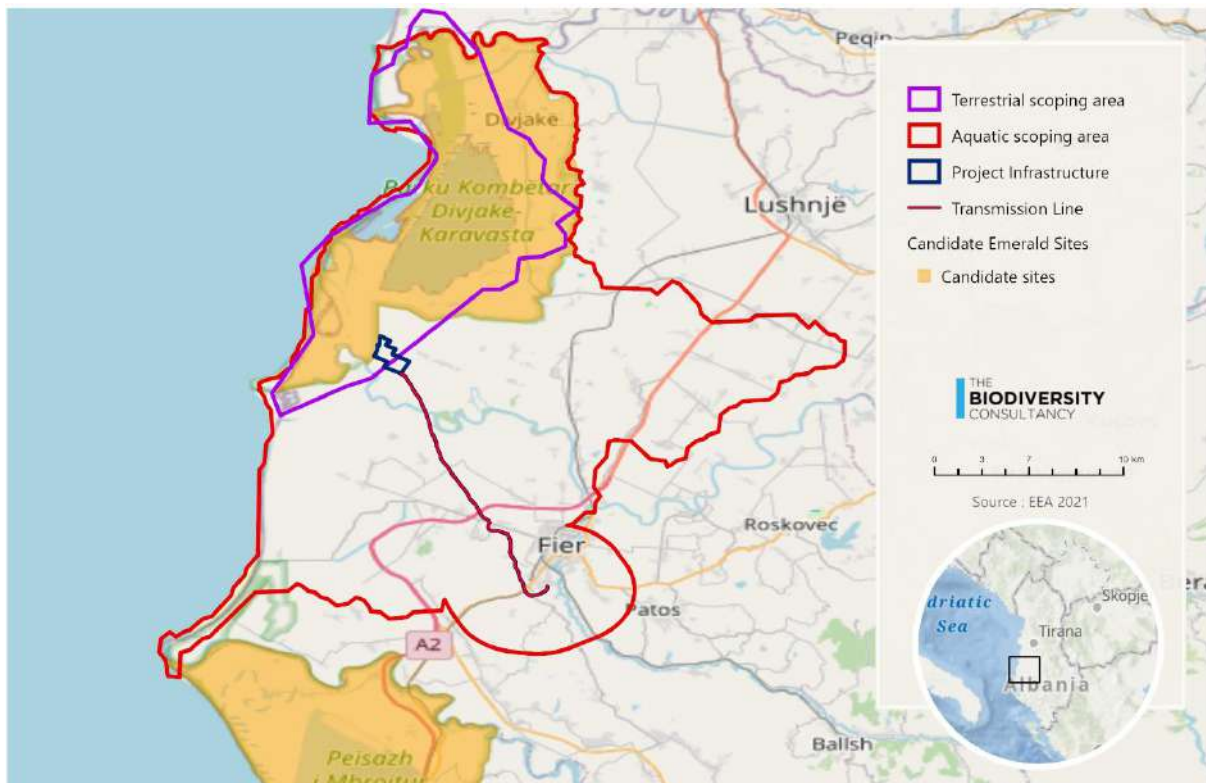 Peqin
Divjake
Parku Kombëtar
Divjake-
Karavasta
Lushnjë
Roskovec
Fier
Patos
A2
Ballsh
Peisazh
i Mbrojtur
Terrestrial scoping area
Aquatic scoping area
Project Infrastructure
Transmission Line
Candidate Emerald Sites
Candidate sites
THE
BIODIVERSITY
CONSULTANCY
0 3 7 10 km
Source : EEA 2021
driatic
Sea
Skopje
Tirana
Albania